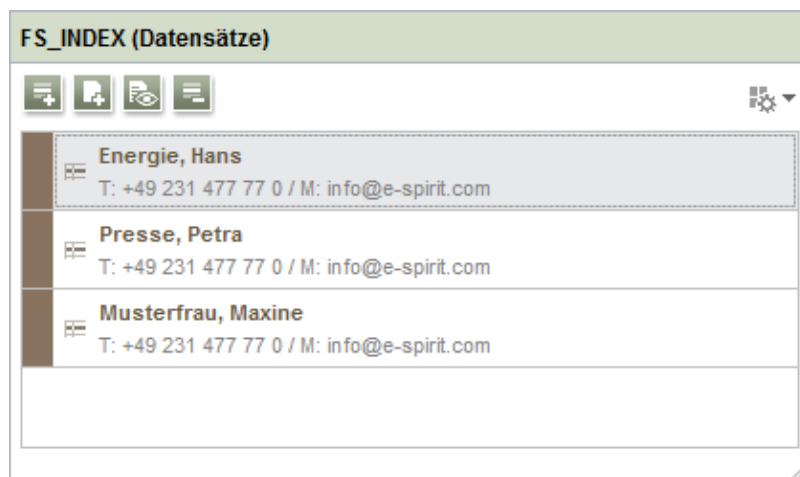 FS_INDEX (Datensätze)
Energie, Hans
T: +49 231 477 77 0 / M: info@e-spirit.com
Presse, Petra
T: +49 231 477 77 0 / M: info@e-spirit.com
Musterfrau, Maxine
T: +49 231 477 77 0 / M: info@e-spirit.com